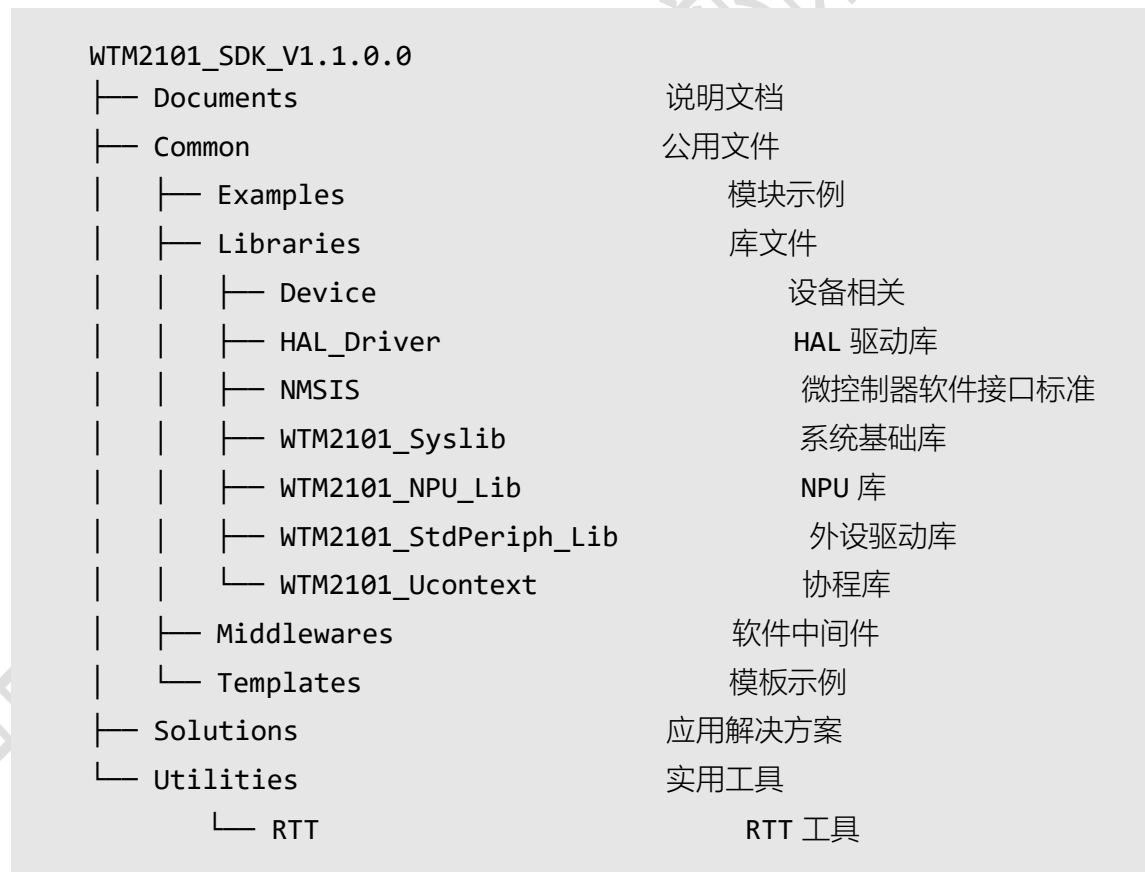 WTM2101_SDK_V1.1.0.0
├── Documents 说明文档
├── Common 公用文件
│ ├── Examples 模块示例
│ ├── Libraries 库文件
│ │ ├── Device 设备相关
│ │ ├── HAL_Driver HAL 驱动库
│ │ ├── NMSIS 微控制器软件接口标准
│ │ ├── WTM2101_Syslib 系统基础库
│ │ ├── WTM2101_NPU_Lib NPU 库
│ │ ├── WTM2101_StdPeriph_Lib 外设驱动库
│ │ └── WTM2101_Ucontext 协程库
│ ├── Middlewares 软件中间件
│ └── Templates 模板示例
├── Solutions 应用解决方案
└── Utilities 实用工具
└── RTT RTT 工具